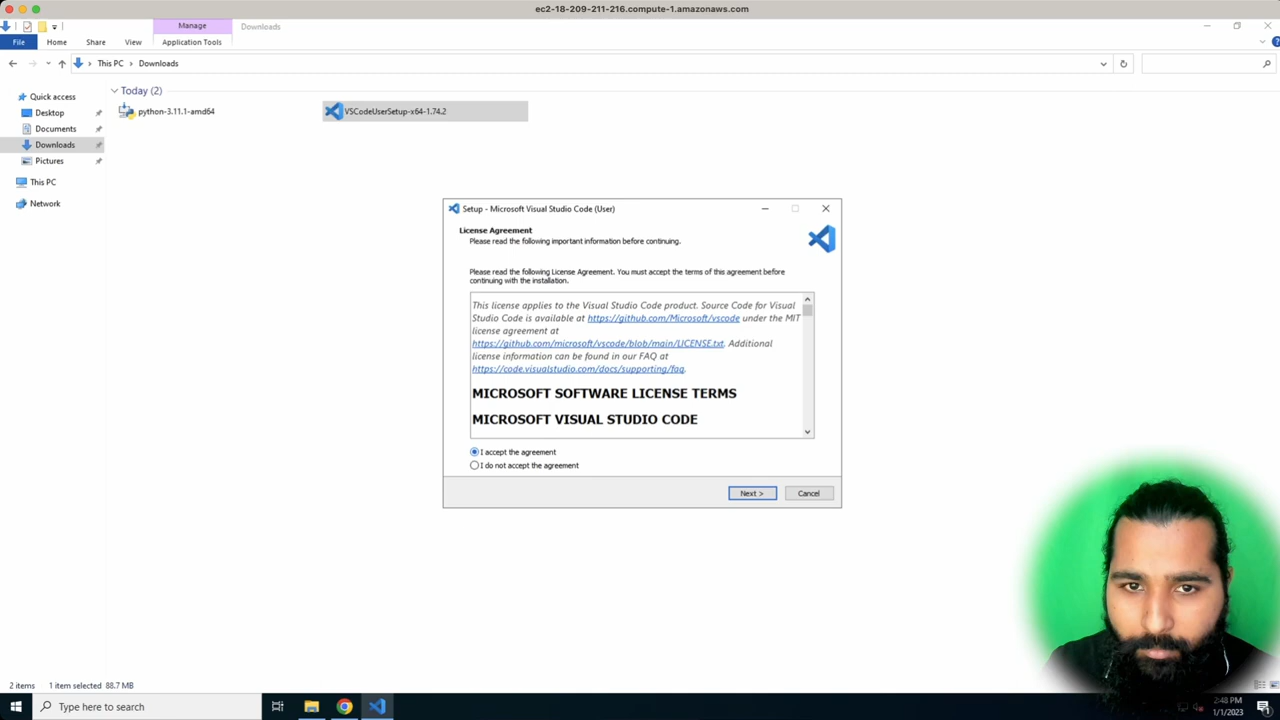 ec2-18-209-211-216.compute-1.amazonaws.com
Manage
Downloads
File
Home
Share
View
Application Tools
This PC
Downloads
Quick access
Desktop
Documents
Downloads
Pictures
This PC
Network
Today (2)
python-3.11.1-amd64
VSCodeUserSetup-x64-1.74.2
Setup - Microsoft Visual Studio Code (User)
License Agreement
Please read the following important information before continuing.
Please read the following License Agreement. You must accept the terms of this agreement before
continuing with the installation.
This license applies to the Visual Studio Code product. Source Code for Visual
Studio Code is available at https://github.com/Microsoft/vscode under the MIT
license agreement at
https://github.com/microsoft/vscode/blob/main/LICENSE.txt. Additional
license information can be found in our FAQ at
https://code.visualstudio.com/docs/supporting/faq.
MICROSOFT SOFTWARE LICENSE TERMS
MICROSOFT VISUAL STUDIO CODE
I accept the agreement
I do not accept the agreement
Next >
Cancel
2 items
1 item selected 88.7 MB
Type here to search
2:48 PM
1/1/2023